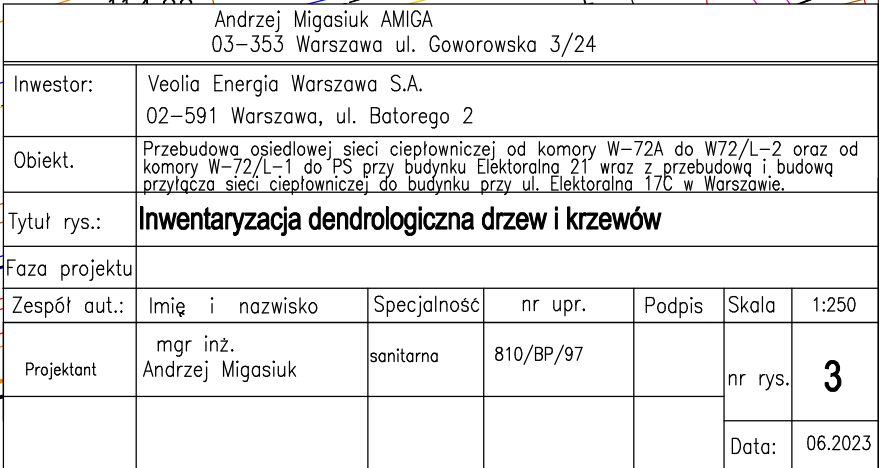 Andrzej Migasiuk AMIGA
03-353 Warszawa ul. Goworowska 3/24
Inwestor: Veolia Energia Warszawa S.A.
02-591 Warszawa, ul. Batorego 2
Obiekt. Przebudowa osiedlowej sieci ciepłowniczej od komory W-72A do W72/L-2 oraz od
komory W-72/L-1 do PS przy budynku Elektoralna 21 wraz z przebudową i budową
przyłącza sieci ciepłowniczej do budynku przy ul. Elektoralna 17C w Warszawie.
Tytuł rys.: Inwentaryzacja dendrologiczna drzew i krzewów
Faza projektu
Zespół aut.: Imię i nazwisko Specjalność nr upr. Podpis Skala 1:250
Projektant mgr inż.
Andrzej Migasiuk sanitarna 810/BP/97
nr rys. 3
Data: 06.2023